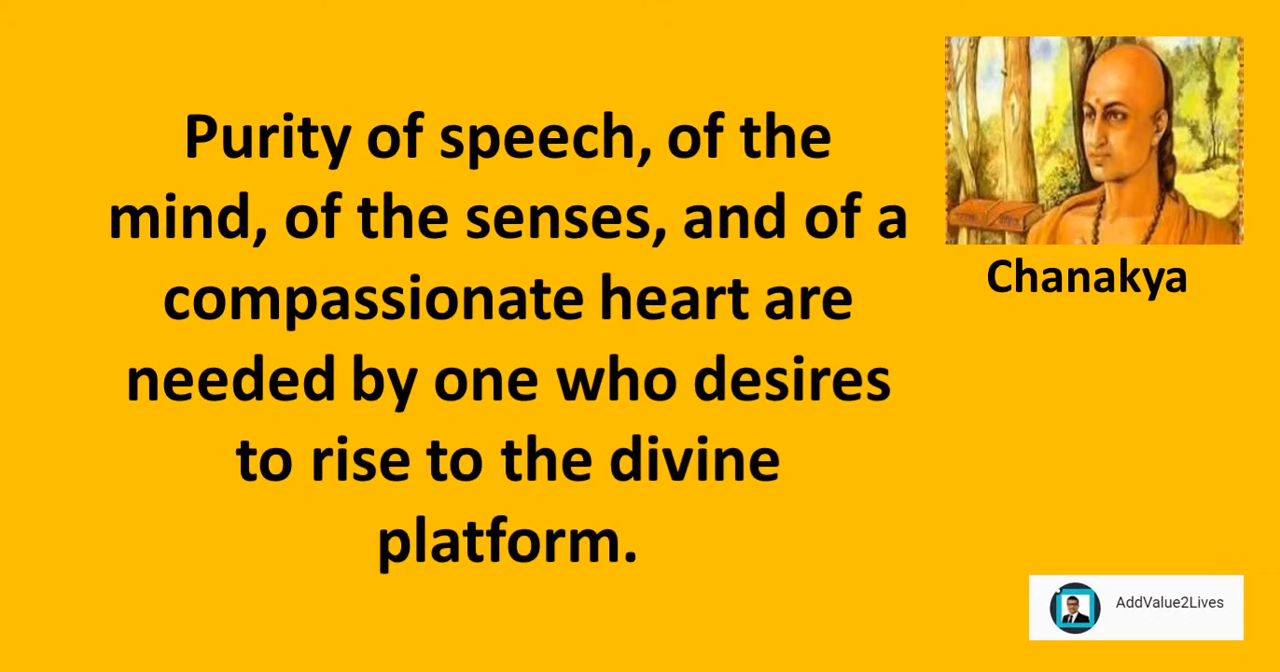 Purity of speech, of the
mind, of the senses, and of a
compassionate heart are
needed by one who desires
to rise to the divine
platform.
Chanakya
AddValue2Lives